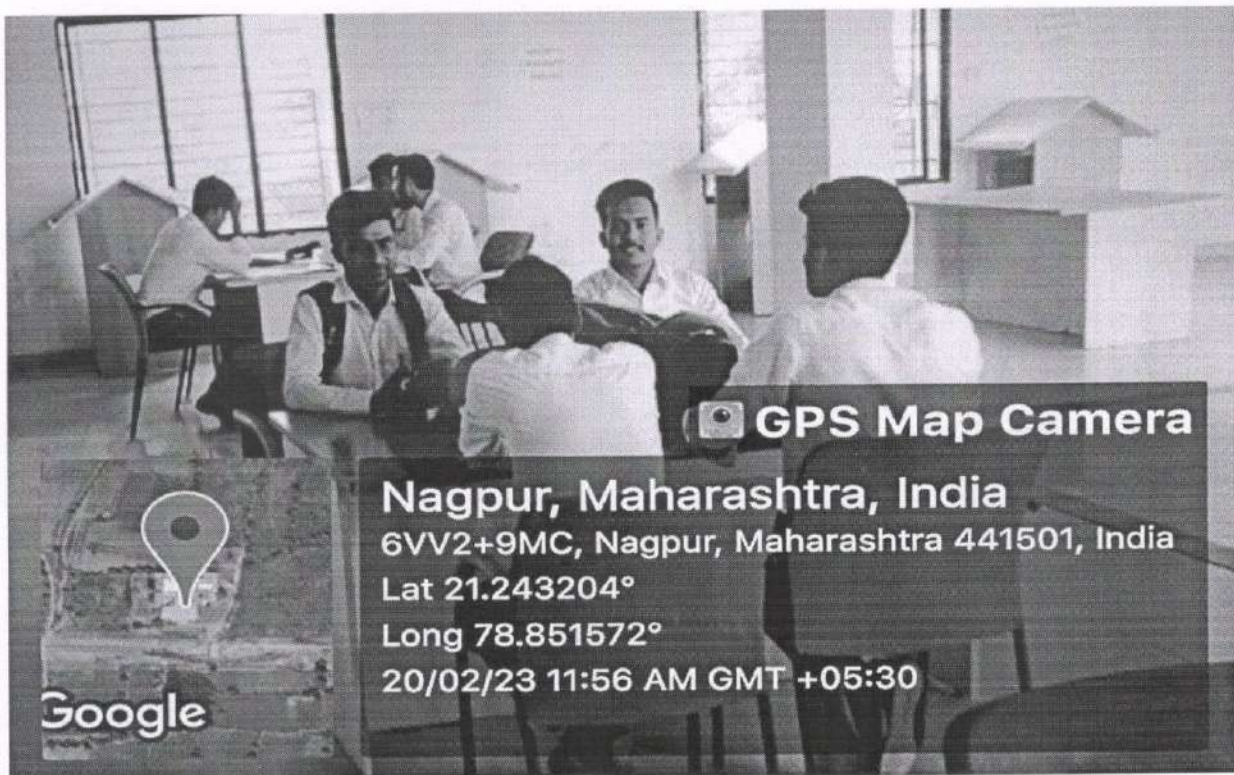 GPS Map Camera
Nagpur, Maharashtra, India
6VV2+9MC, Nagpur, Maharashtra 441501, India
Lat 21.243204°
Long 78.851572°
20/02/23 11:56 AM GMT +05:30
Google